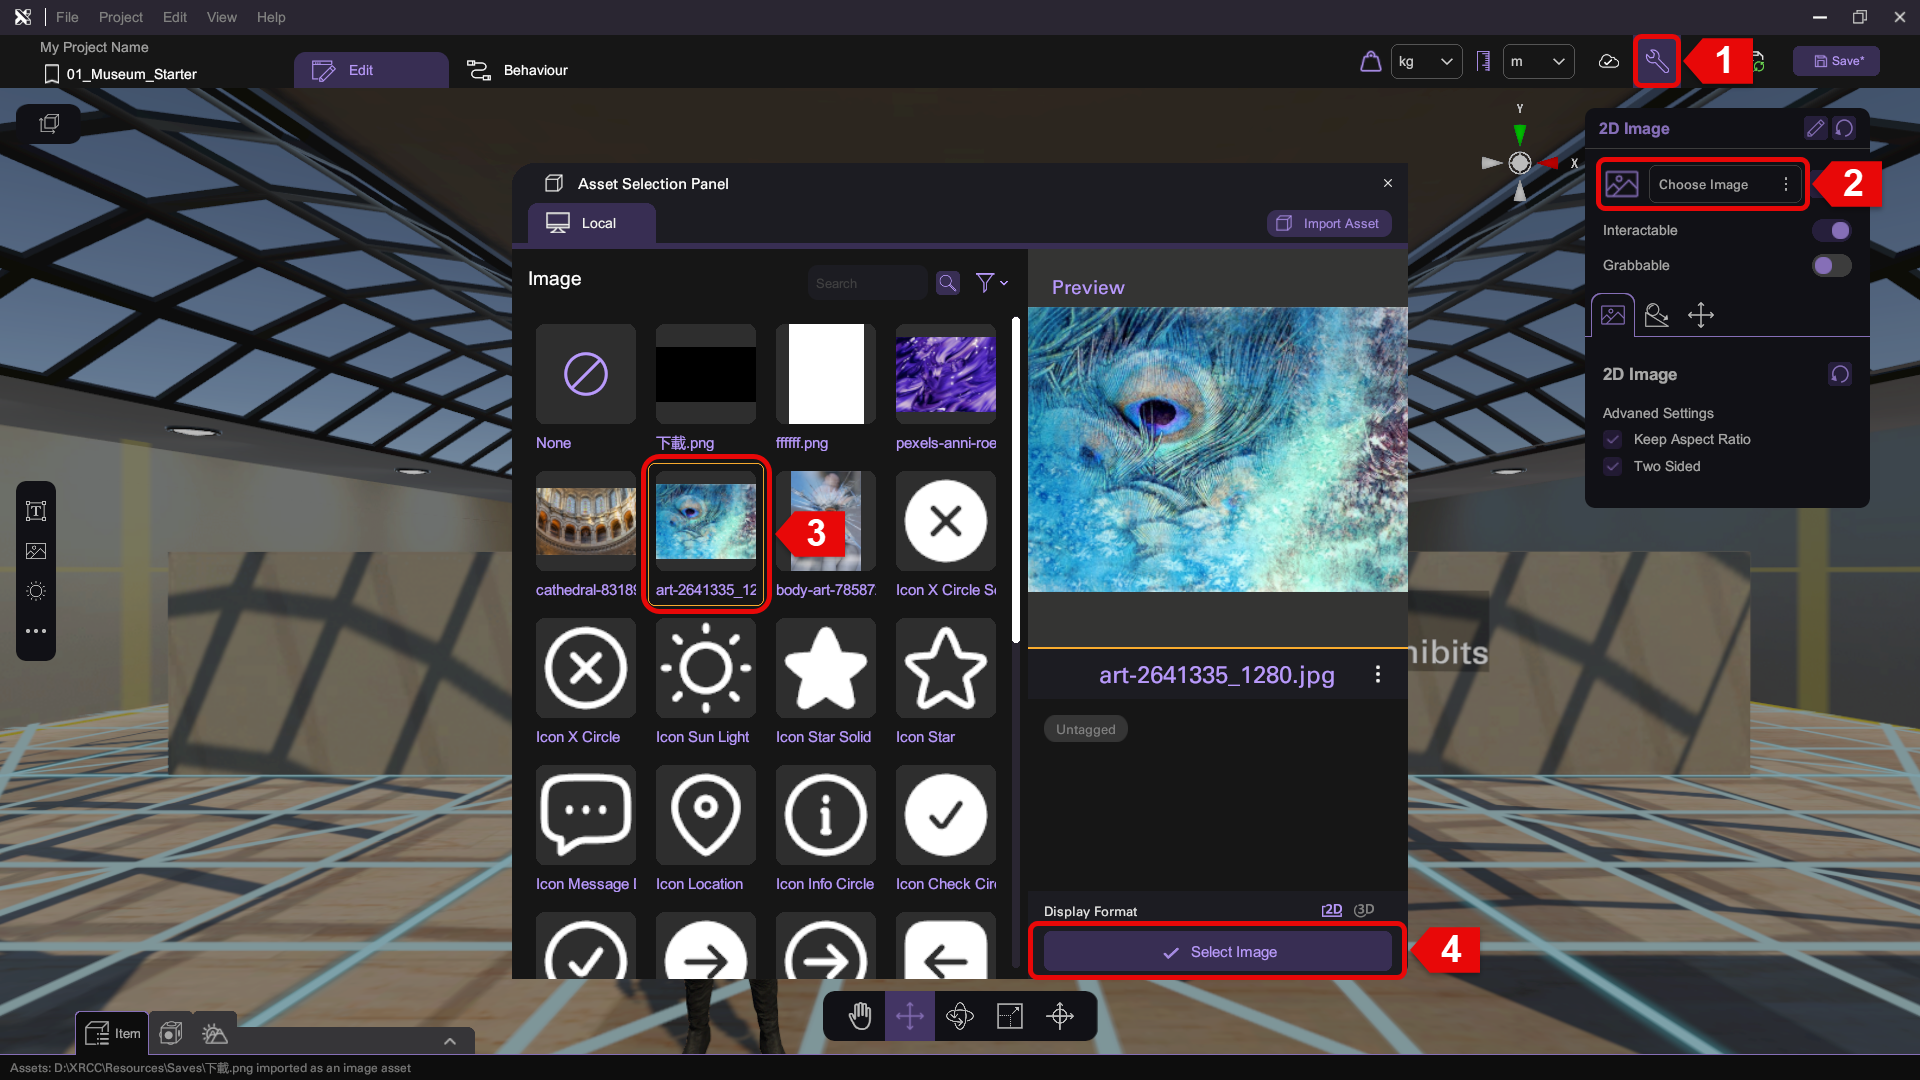 File Project Edit View Help
My Project Name
01_Museum_Starter
Edit
Behaviour
kg
m
1
Save*
Y
X
2D Image
Choose Image
2
Interactable
Grabbable
2D Image
Advaned Settings
Keep Aspect Ratio
Two Sided
Asset Selection Panel
Local
Import Asset
Image
Search
Preview
None
下載.png
ffffff.png
pexels-anni-roe
cathedral-8318
art-2641335_12
body-art-78587
Icon X Circle
3
Icon X Circle
Icon Sun Light
Icon Star Solid
Icon Star
Icon Message
Icon Location
Icon Info Circle
Icon Check Cir
art-2641335_1280.jpg
Untagged
Display Format
2D
3D
Select Image
4
hibits
Item
Assets: D:\XRCC\Resources\Saves\下載.png imported as an image asset